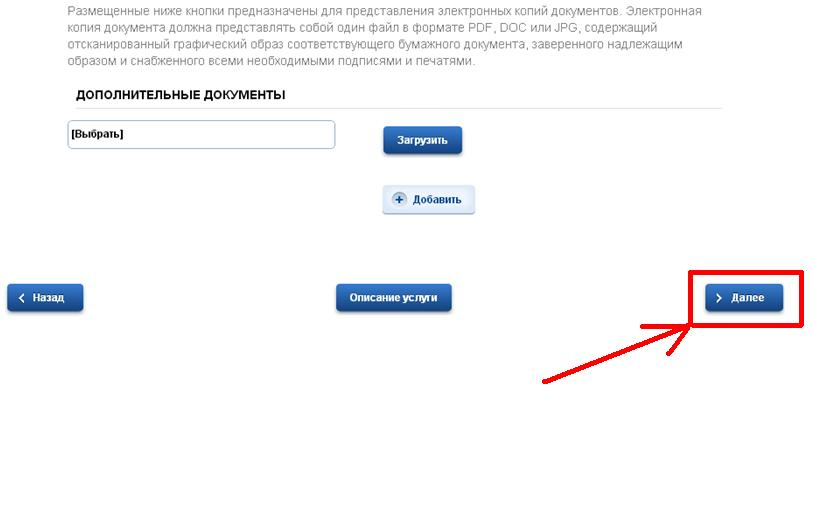 Размещенные ниже кнопки предназначены для представления электронных копий документов. Электронная
копия документа должна представлять собой один файл в формате PDF, DOC или JPG, содержащий
отсканированный графический образ соответствующего бумажного документа, заверенного надлежащим
образом и снабженного всеми необходимыми подписями и печатями.
ДОПОЛНИТЕЛЬНЫЕ ДОКУМЕНТЫ
[Выбрать]
Загрузить
Добавить
Назад
Описание услуги
Далее